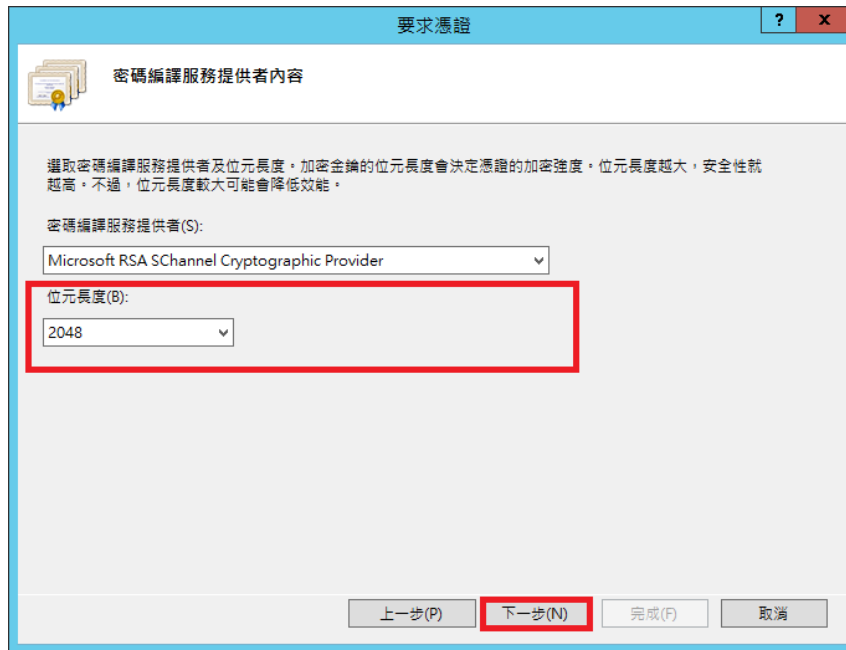 要求憑證
?
x
密碼編譯服務提供者內容
選取密碼編譯服務提供者及位元長度。加密金鑰的位元長度會決定憑證的加密強度。位元長度越大，安全性就
越高。不過，位元長度較大可能會降低效能。
密碼編譯服務提供者(S):
Microsoft RSA SChannel Cryptographic Provider
位元長度(B):
2048
上一步(P)
下一步(N)
完成(F)
取消